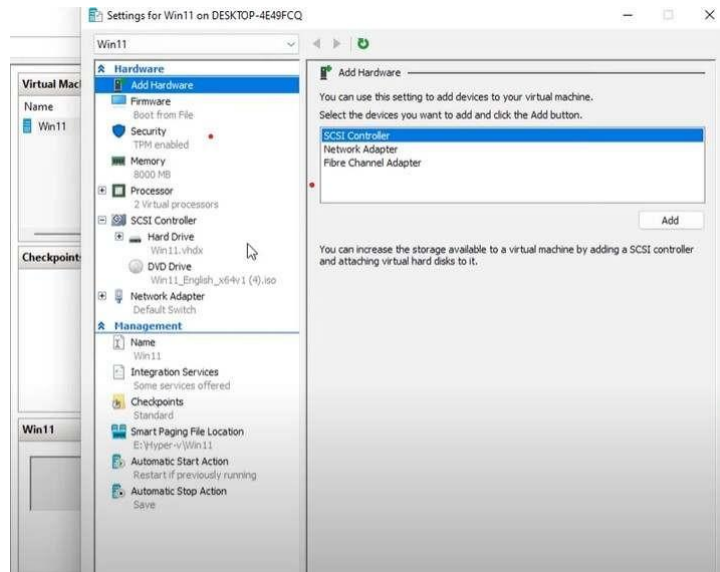 Settings for Win11 on DESKTOP-4E49FCQ
Win11
Virtual Mac
Name
Win11
Checkpoint
Win11
Hardware
Add Hardware
Firmware
Boot from File
Security
TPM enabled
Memory
8000 MB
Processor
2 Virtual processors
SCSI Controller
Hard Drive
Win11.vhdx
DVD Drive
Win11_English_x64v1 (4).iso
Network Adapter
Default Switch
Management
Name
Win11
Integration Services
Some services offered
Checkpoints
Standard
Smart Paging File Location
E:\Hyper-v\Win11
Automatic Start Action
Restart if previously running
Automatic Stop Action
Save
Add Hardware
You can use this setting to add devices to your virtual machine.
Select the devices you want to add and click the Add button.
SCSI Controller
Network Adapter
Fibre Channel Adapter
Add
You can increase the storage available to a virtual machine by adding a SCSI controller
and attaching virtual hard disks to it.